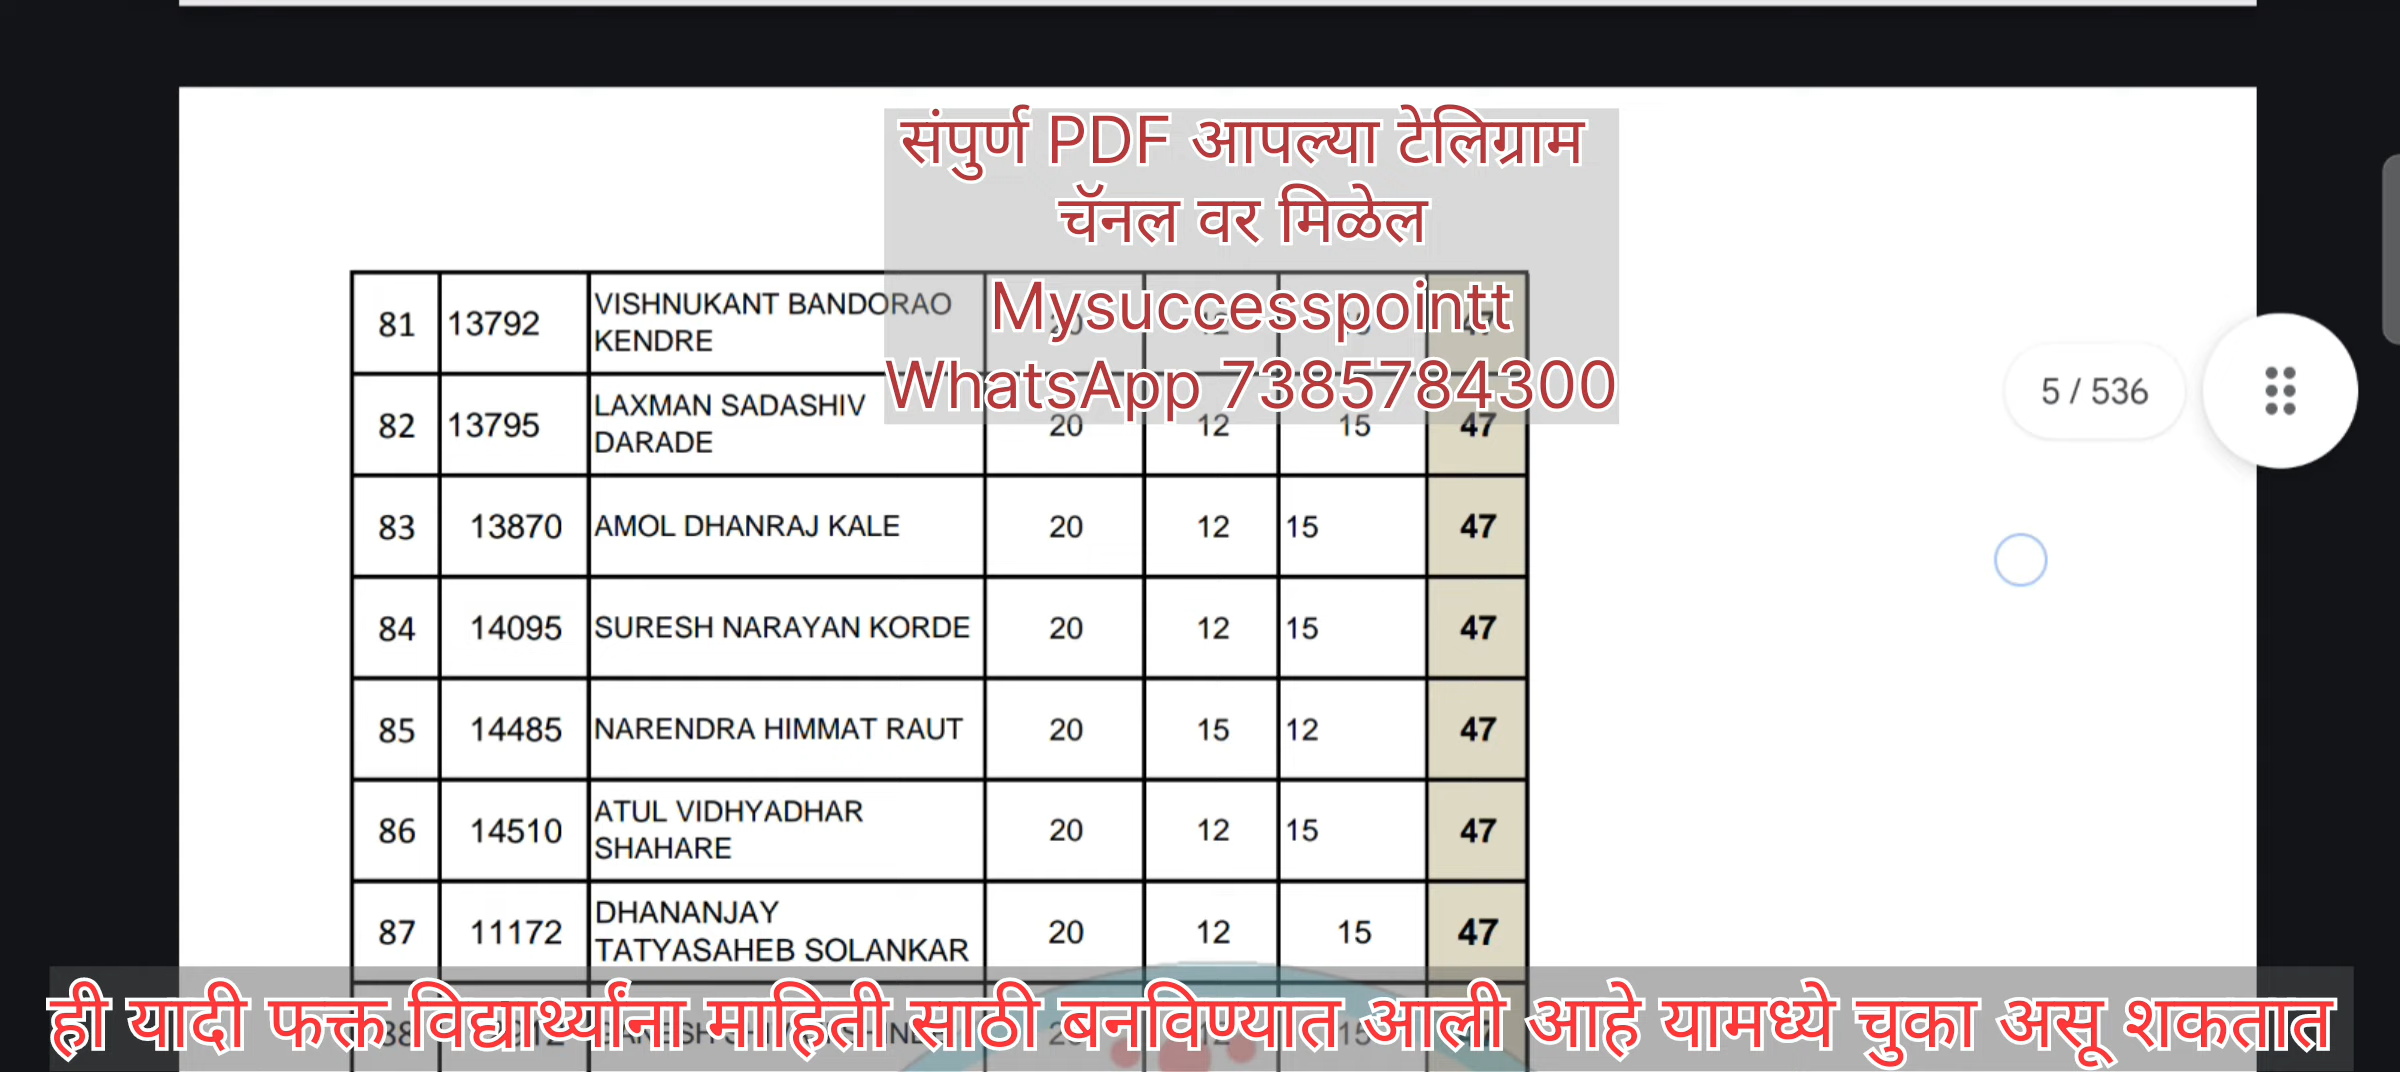 संपुर्ण PDF आपल्या टेलिग्राम
चॅनल वर मिळेल
Mysuccesspointt
WhatsApp 7385784300
81 13792 VISHNUKANT BANDORAO KENDRE 20 12 47
82 13795 LAXMAN SADASHIV DARADE 20 12 15 47
83 13870 AMOL DHANRAJ KALE 20 12 15 47
84 14095 SURESH NARAYAN KORDE 20 12 15 47
85 14485 NARENDRA HIMMAT RAUT 20 15 12 47
86 14510 ATUL VIDHYADHAR SHAHARE 20 12 15 47
87 11172 DHANANJAY TATYASAHEB SOLANKAR 20 12 15 47
5 / 536
ही यादी फक्त विद्यार्थ्यांना माहिती साठी बनविण्यात आली आहे यामध्ये चुका असू शकतात